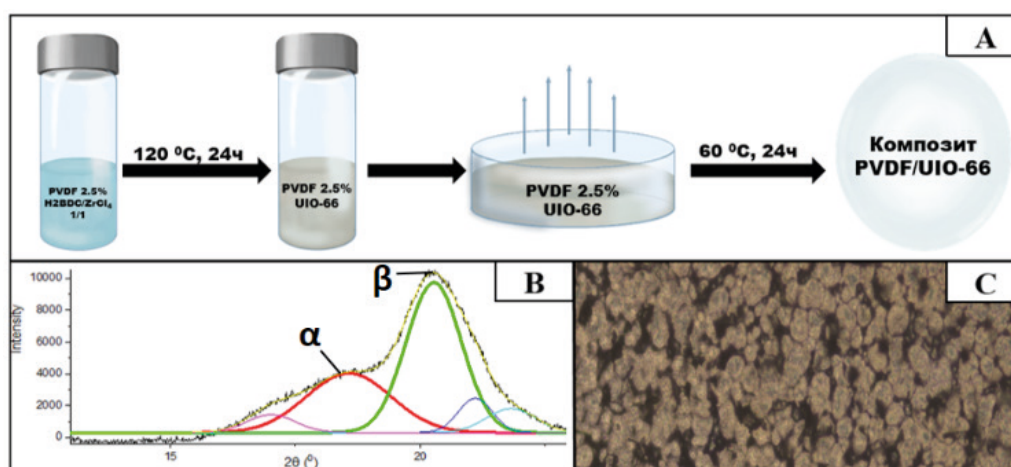 A
PVDF 2.5%
H2BDC/ZrCl₄
1/1
120 ⁰C, 24ч
PVDF 2.5%
UIO-66
PVDF 2.5%
UIO-66
60 ⁰C, 24ч
Композит
PVDF/UIO-66
B
C
10000
8000
6000
4000
2000
0
Intensity
α
β
15
20
2θ (⁰)